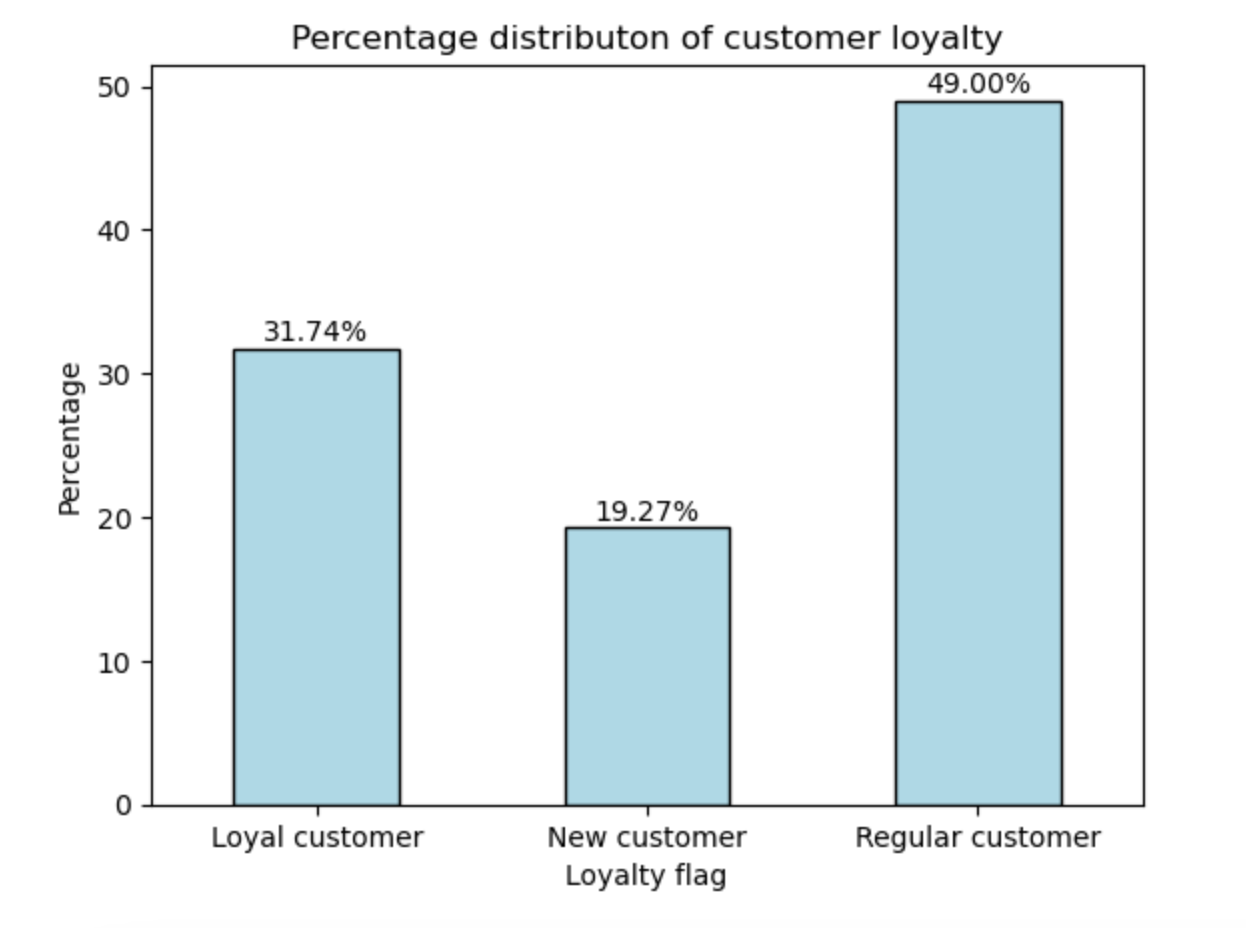 Percentage distributon of customer loyalty
50
49.00%
40
31.74%
30
Percentage
20
19.27%
10
0
Loyal customer
New customer
Regular customer
Loyalty flag